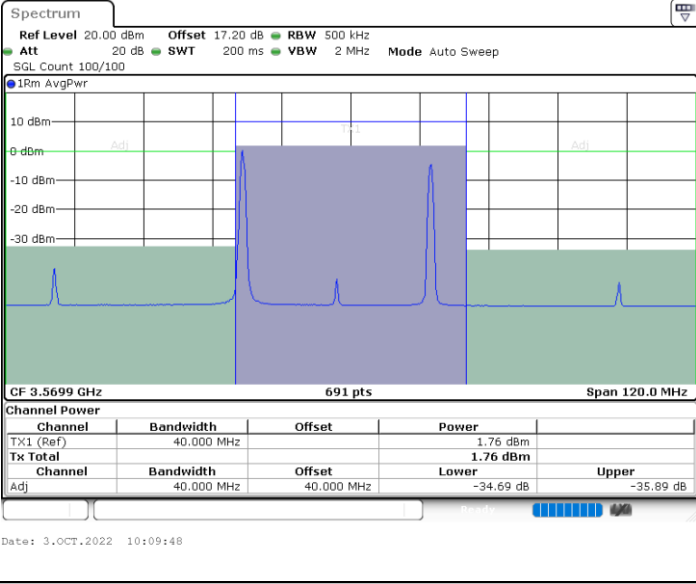 Spectrum
Ref Level 20.00 dBm Offset 17.20 dB RBW 500 kHz
Att 20 dB SWT 200 ms VBW 2 MHz Mode Auto Sweep
SGL Count 100/100
1Rm AvgPwr
10 dBm
Tx1
0 dBm Adj Adj
-10 dBm
-20 dBm
-30 dBm
CF 3.5699 GHz 691 pts Span 120.0 MHz
Channel Power
Channel Bandwidth Offset Power
TX1 (Ref) 40.000 MHz 1.76 dBm
Tx Total 1.76 dBm
Channel Bandwidth Offset Lower Upper
Adj 40.000 MHz 40.000 MHz -34.69 dB -35.89 dB
Ready
Date: 3.OCT.2022 10:09:48